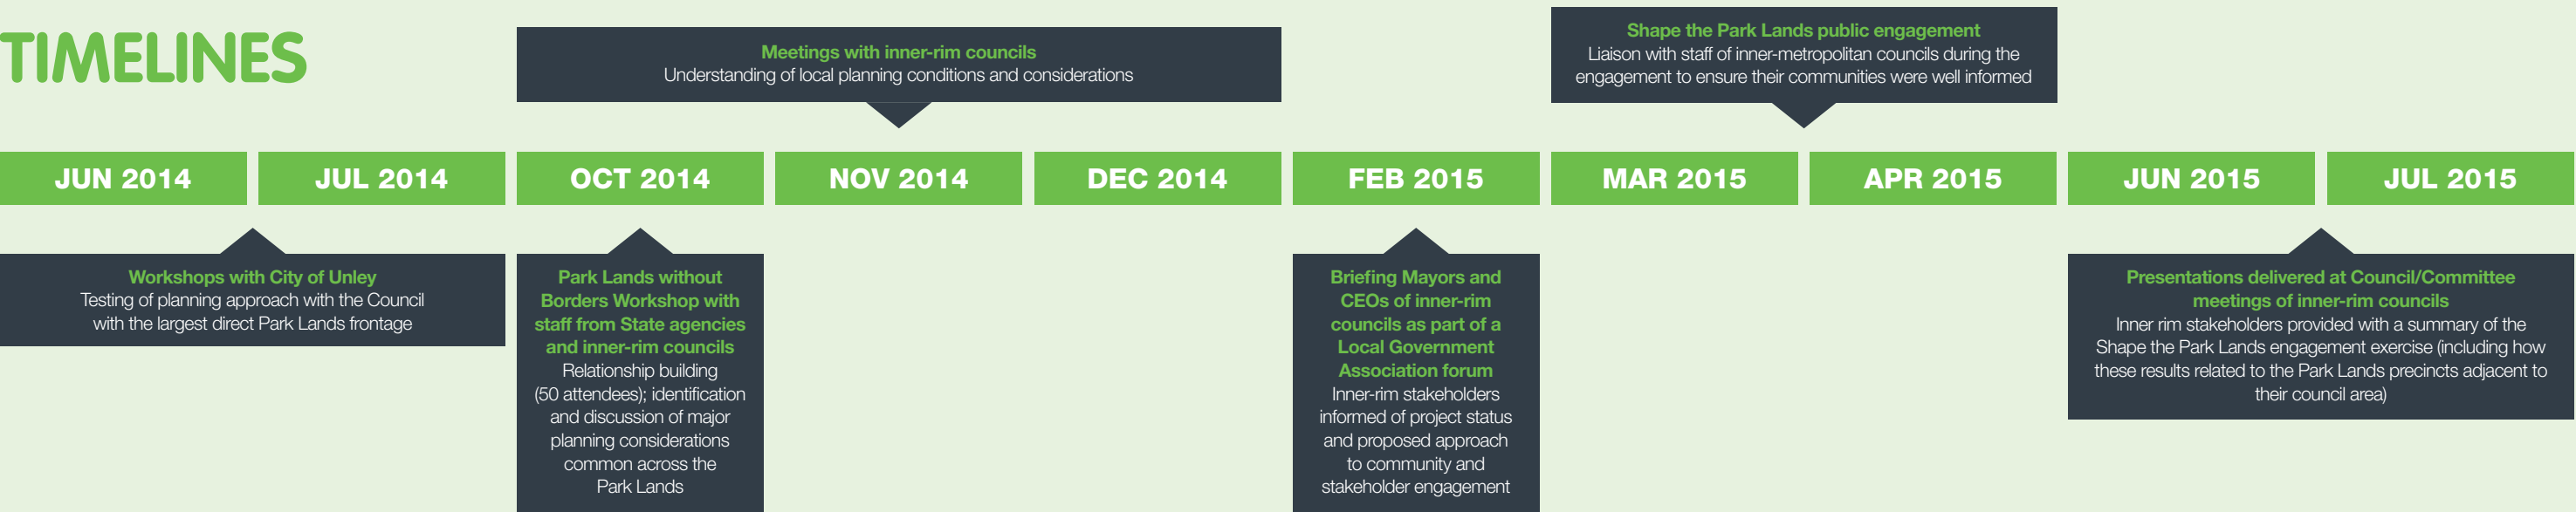 TIMELINES
Meetings with inner-rim councils
Understanding of local planning conditions and considerations
Shape the Park Lands public engagement
Liaison with staff of inner-metropolitan councils during the
engagement to ensure their communities were well informed
JUN 2014
JUL 2014
OCT 2014
NOV 2014
DEC 2014
FEB 2015
MAR 2015
APR 2015
JUN 2015
JUL 2015
Workshops with City of Unley
Testing of planning approach with the Council
with the largest direct Park Lands frontage
Park Lands without
Borders Workshop with
staff from State agencies
and inner-rim councils
Relationship building
(50 attendees); identification
and discussion of major
planning considerations
common across the
Park Lands
Briefing Mayors and
CEOs of inner-rim
councils as part of a
Local Government
Association forum
Inner-rim stakeholders
informed of project status
and proposed approach
to community and
stakeholder engagement
Presentations delivered at Council/Committee
meetings of inner-rim councils
Inner rim stakeholders provided with a summary of the
Shape the Park Lands engagement exercise (including how
these results related to the Park Lands precincts adjacent to
their council area)